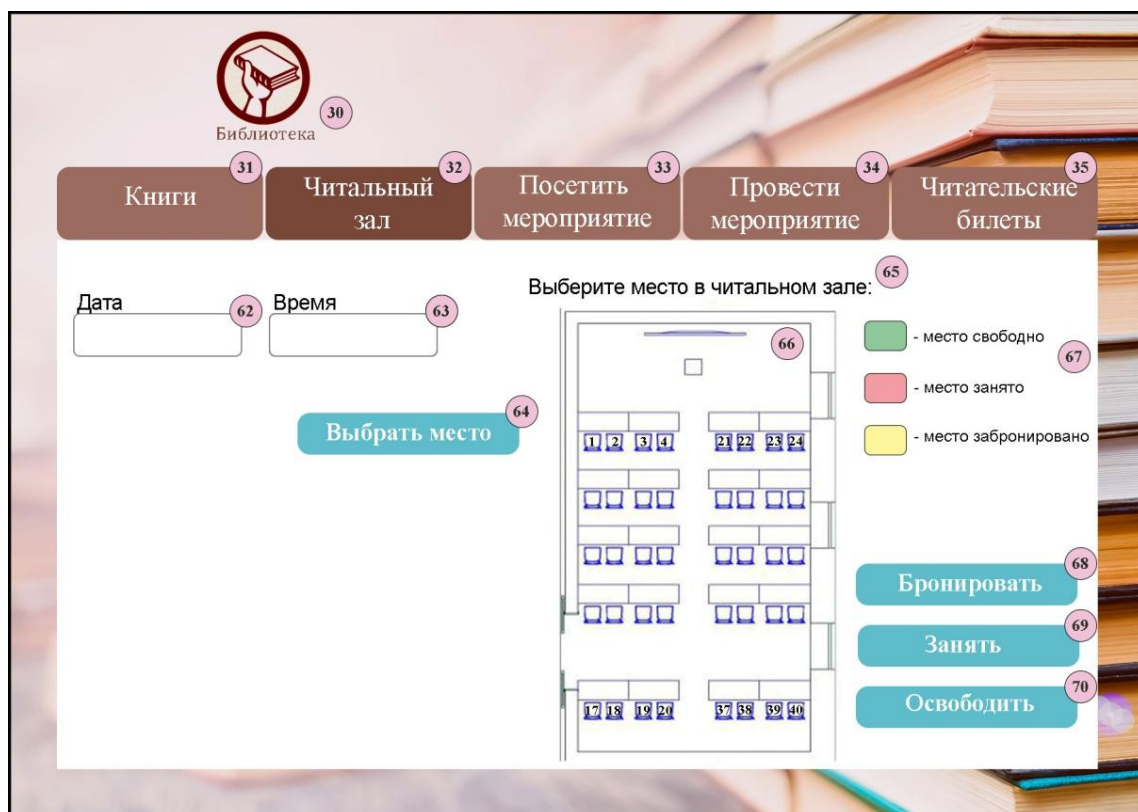 Библиотека
30
31
32
33
34
35
Книги
Читальный
зал
Посетить
мероприятие
Провести
мероприятие
Читательские
билеты
Дата
62
Время
63
Выбрать место
64
Выберите место в читальном зале:
65
66
1 2 3 4 21 22 23 24
17 18 19 20 37 38 39 40
- место свободно
67
- место занято
- место забронировано
Бронировать
68
Занять
69
Освободить
70